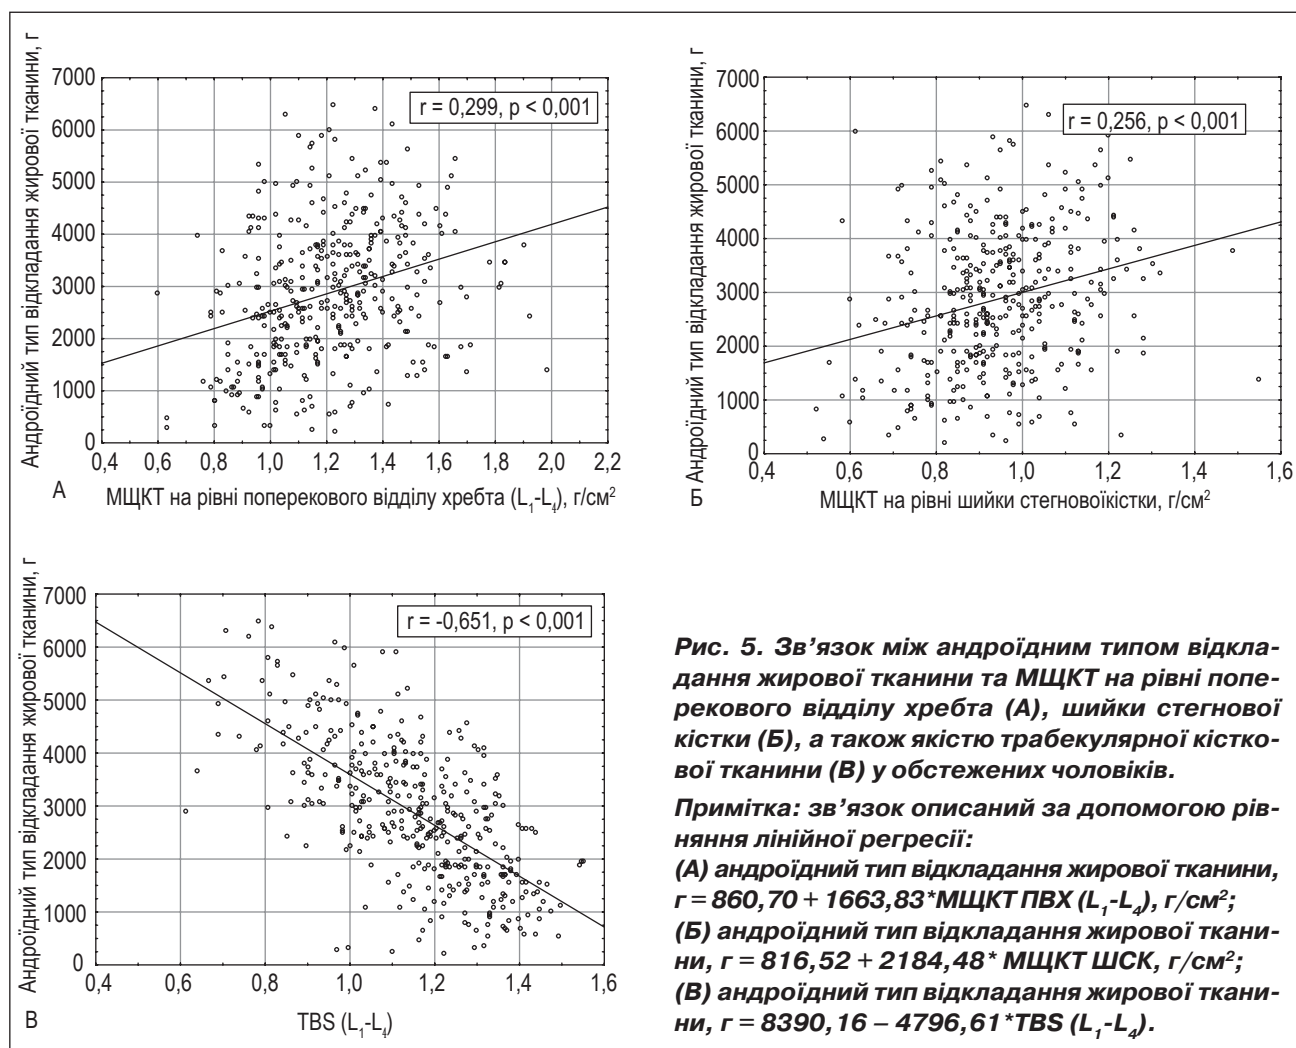 Андроїдний тип відкладання жирової тканини, г
7000
6000
5000
4000
3000
2000
1000
0
r = 0,299, p < 0,001
0,4 0,6 0,8 1,0 1,2 1,4 1,6 1,8 2,0 2,2
А
МЩКТ на рівні поперекового відділу хребта (L₁-L₄), г/см²
Андроїдний тип відкладання жирової тканини, г
7000
6000
5000
4000
3000
2000
1000
0
r = 0,256, p < 0,001
0,4 0,6 0,8 1,0 1,2 1,4 1,6
Б
МЩКТ на рівні шийки стегновоїкістки, г/см²
Андроїдний тип відкладання жирової тканини, г
7000
6000
5000
4000
3000
2000
1000
0
r = -0,651, p < 0,001
0,4 0,6 0,8 1,0 1,2 1,4 1,6
В
TBS (L₁-L₄)
Рис. 5. Зв’язок між андроїдним типом відкла-
дання жирової тканини та МЩКТ на рівні попе-
рекового відділу хребта (А), шийки стегнової
кістки (Б), а також якістю трабекулярної кістко-
вої тканини (В) у обстежених чоловіків.
Примітка: зв’язок описаний за допомогою рів-
няння лінійної регресії:
(А) андроїдний тип відкладання жирової тканини,
г = 860,70 + 1663,83*МЩКТ ПВХ (L₁-L₄), г/см²;
(Б) андроїдний тип відкладання жирової ткани-
ни, г = 816,52 + 2184,48* МЩКТ ШСК, г/см²;
(В) андроїдний тип відкладання жирової ткани-
ни, г = 8390,16 – 4796,61*TBS (L₁-L₄).